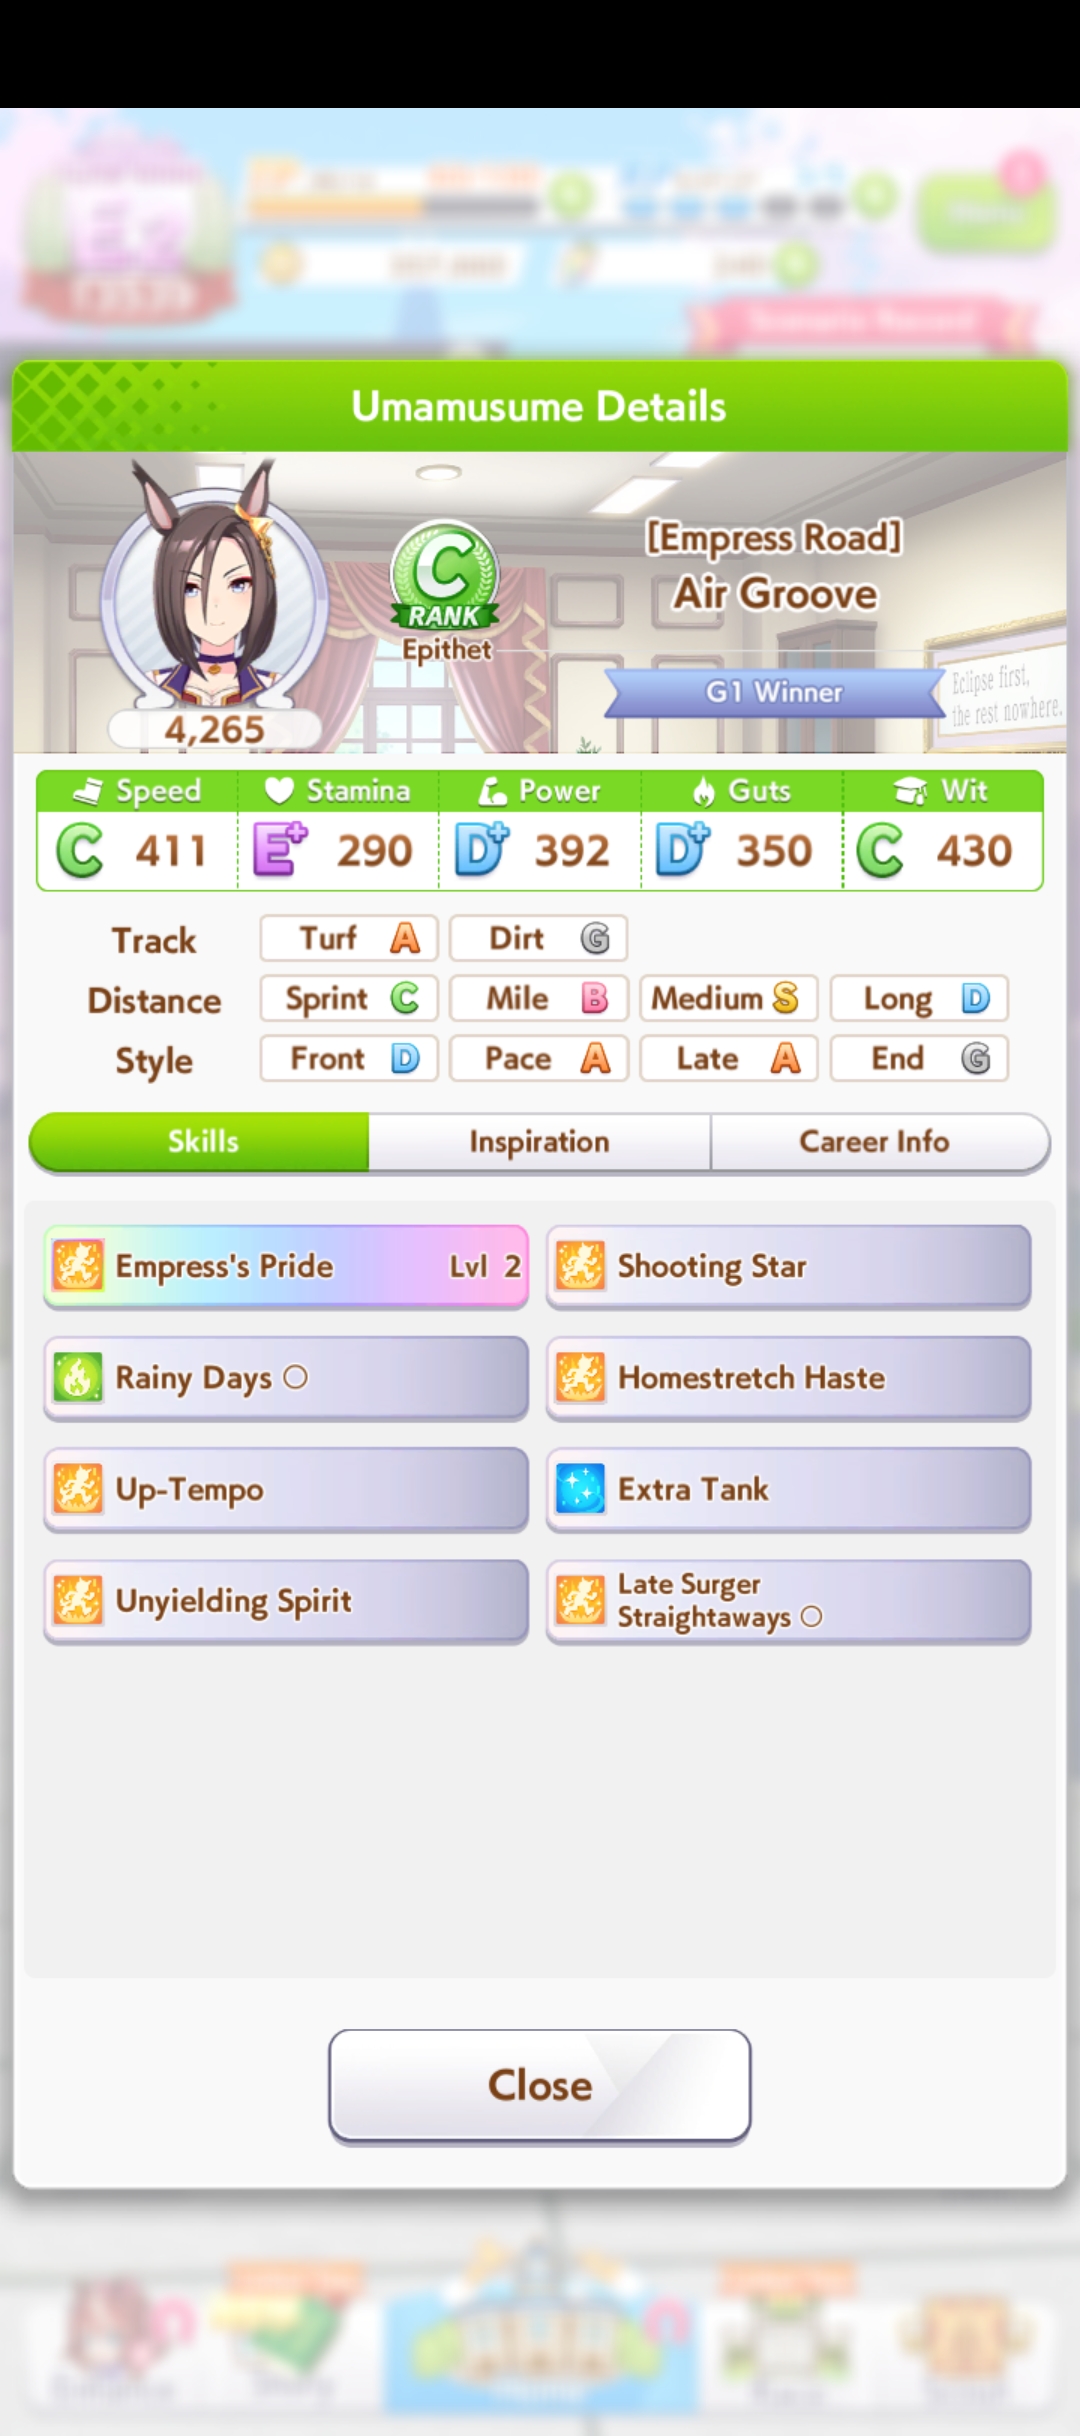 Umamusume Details
C
RANK
Epithet
[Empress Road]
Air Groove
G1 Winner
Eclipse first,
the rest nowhere.
4,265
Speed Stamina Power Guts Wit
C 411 E+ 290 D+ 392 D+ 350 C 430
Track Turf A Dirt G
Distance Sprint C Mile B Medium S Long D
Style Front D Pace A Late A End G
Skills Inspiration Career Info
Empress's Pride Lvl 2 Shooting Star
Rainy Days ○ Homestretch Haste
Up-Tempo Extra Tank
Unyielding Spirit
Late Surger
Straightaways ○
Close